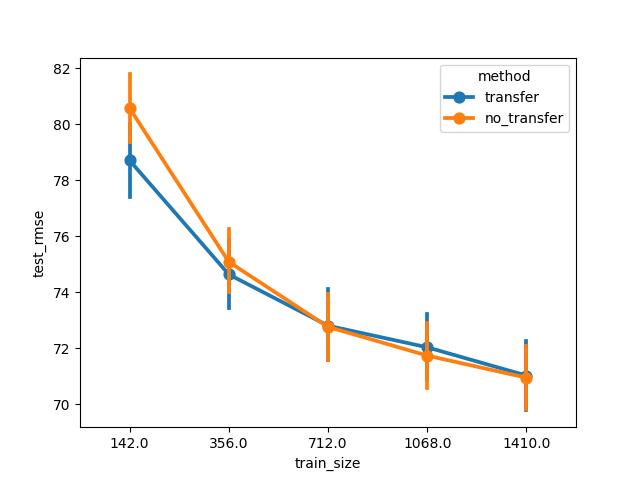 82
80
78
76
74
72
70
test_rmse
method
transfer
no_transfer
142.0 356.0 712.0 1068.0 1410.0
train_size